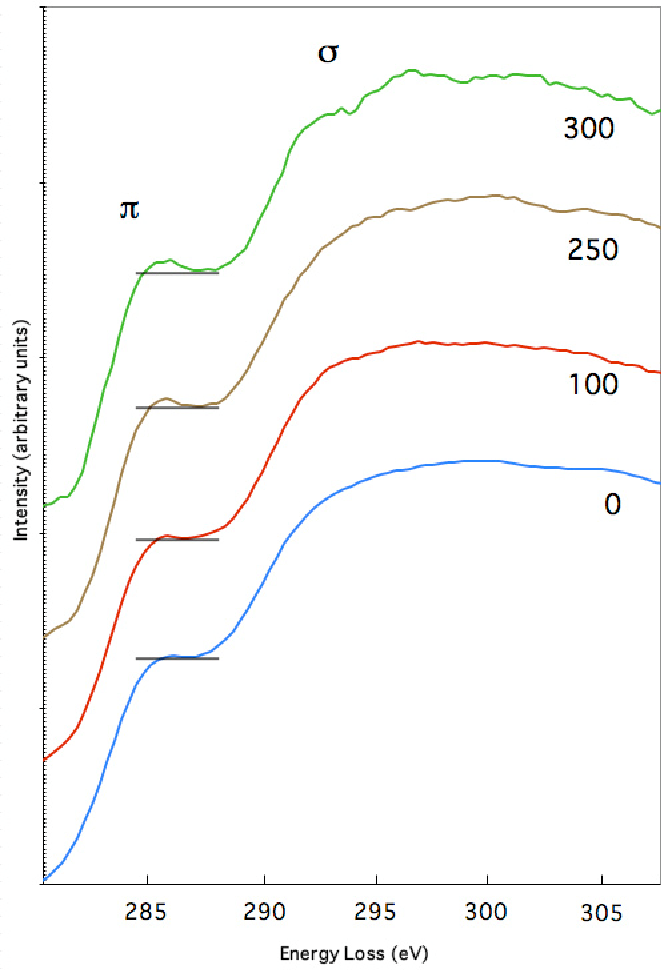 σ
300
π
250
100
0
Intensity (arbitrary units)
285 290 295 300 305
Energy Loss (eV)